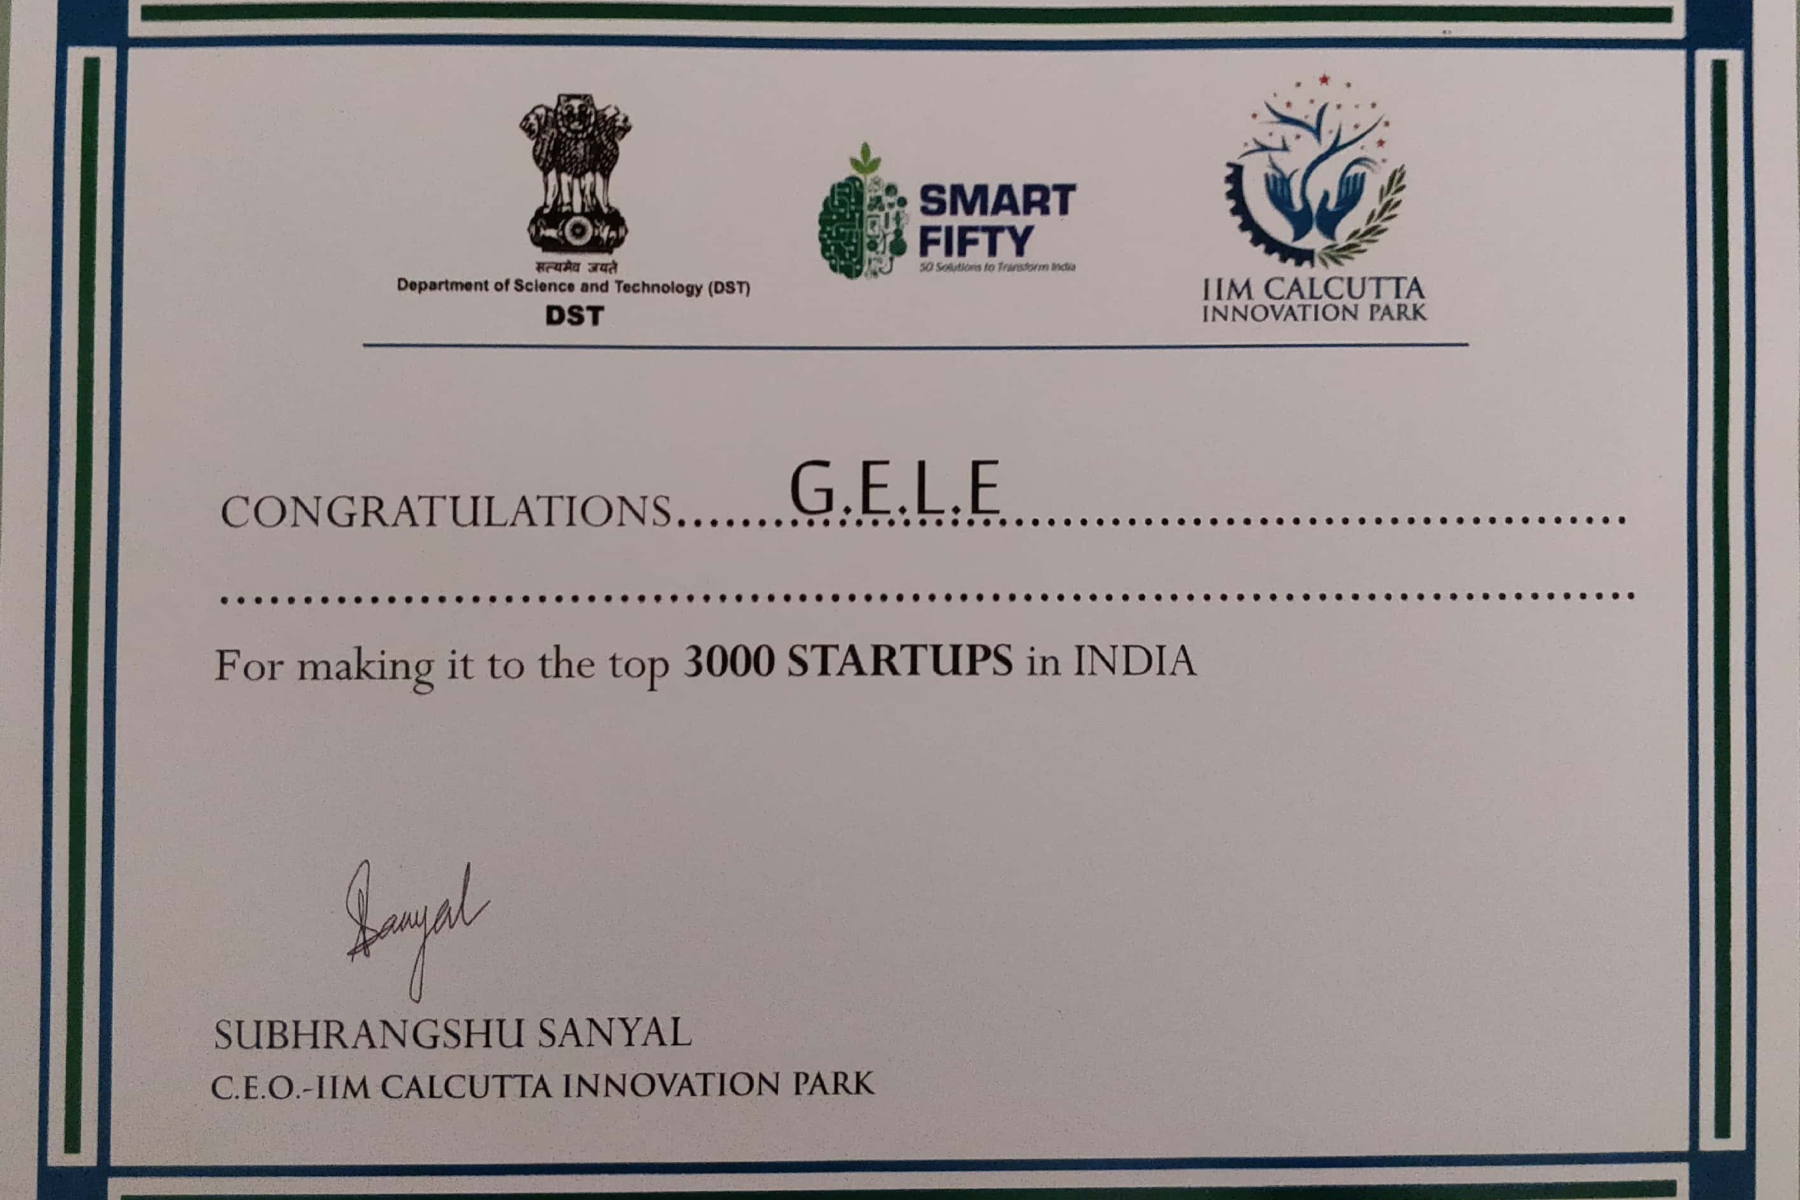 सत्यमेव जयते
Department of Science and Technology (DST)
DST
SMART
FIFTY
50 Solutions to Transform India
IIM CALCUTTA
INNOVATION PARK
CONGRATULATIONS.......G.E.L.E.......
For making it to the top 3000 STARTUPS in INDIA
Sanyal
SUBHRANGSHU SANYAL
C.E.O.-IIM CALCUTTA INNOVATION PARK